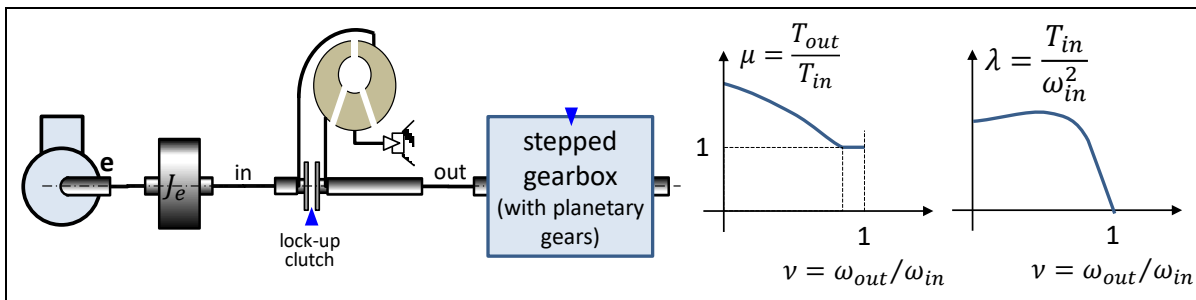 e
J_e
in
lock-up
clutch
out
stepped
gearbox
(with planetary
gears)
μ = T_out/T_in
1
1
ν = ω_out/ω_in
λ = T_in/ω_in^2
1
ν = ω_out/ω_in